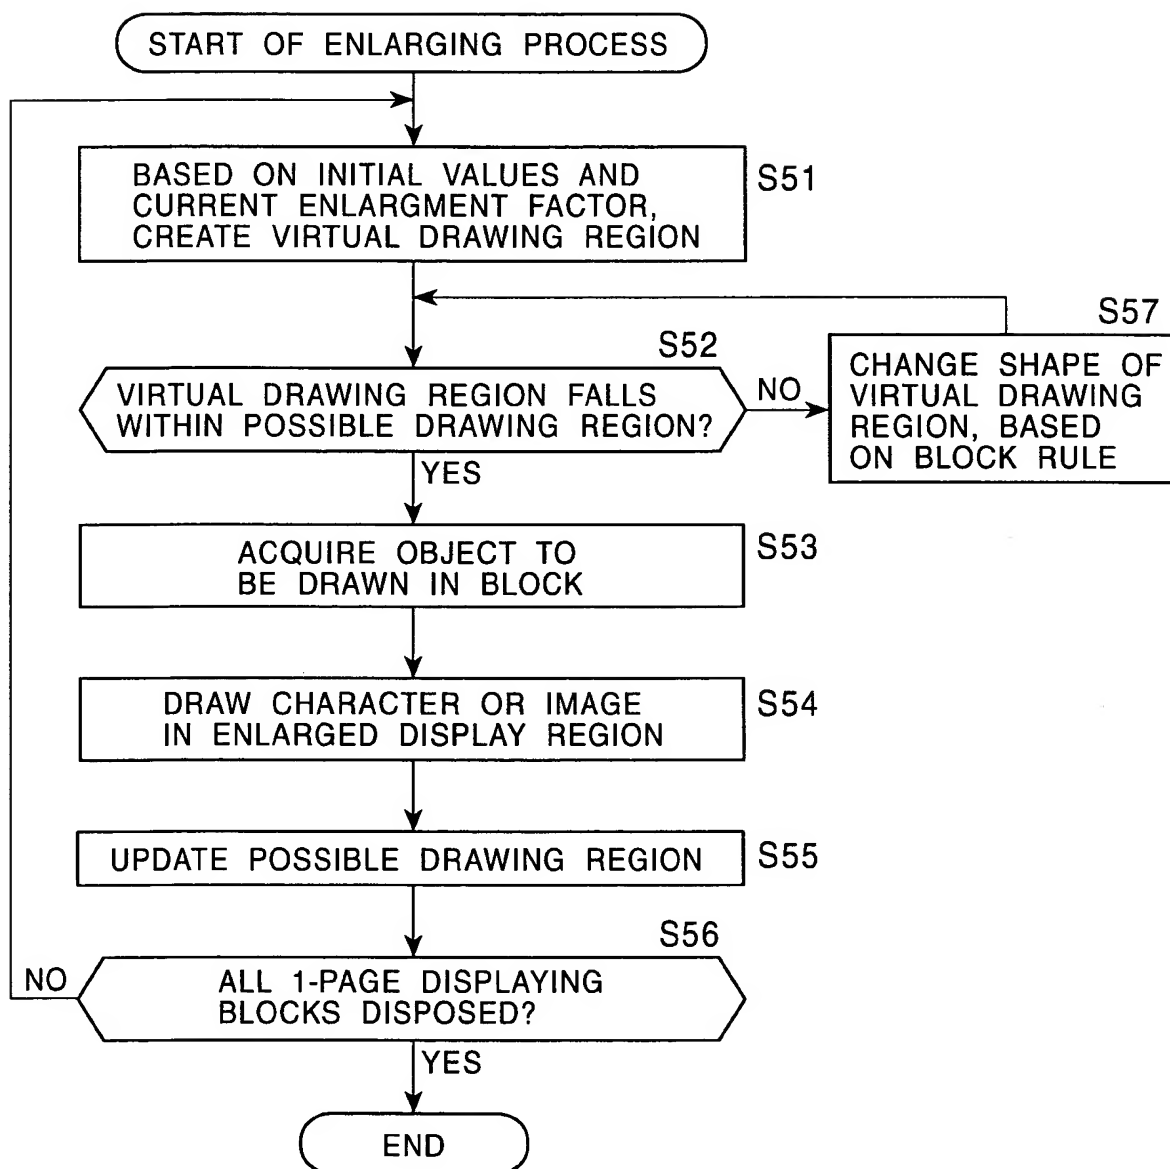 START OF ENLARGING PROCESS
BASED ON INITIAL VALUES AND
CURRENT ENLARGMENT FACTOR,
CREATE VIRTUAL DRAWING REGION
S51
S52
VIRTUAL DRAWING REGION FALLS
WITHIN POSSIBLE DRAWING REGION?
NO
S57
CHANGE SHAPE OF
VIRTUAL DRAWING
REGION, BASED
ON BLOCK RULE
YES
ACQUIRE OBJECT TO
BE DRAWN IN BLOCK
S53
DRAW CHARACTER OR IMAGE
IN ENLARGED DISPLAY REGION
S54
UPDATE POSSIBLE DRAWING REGION
S55
S56
NO
ALL 1-PAGE DISPLAYING
BLOCKS DISPOSED?
YES
END